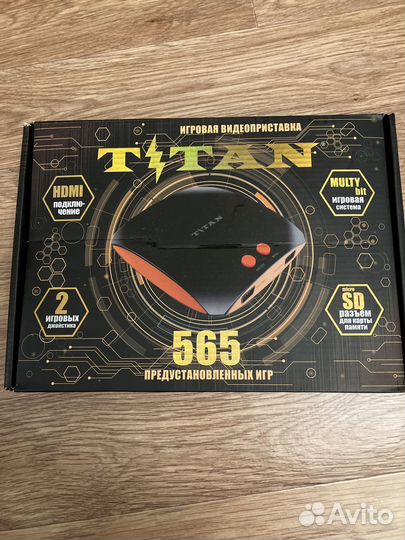 ИГРОВАЯ ВИДЕОПРИСТАВКА
TITAN
HDMI
подклю-
чение
MULTY
bit
игровая
система
TITAN
2
игровых
джойстика
micro
SD
разъем
для карты
памяти
565
ПРЕДУСТАНОВЛЕННЫХ ИГР
Avito